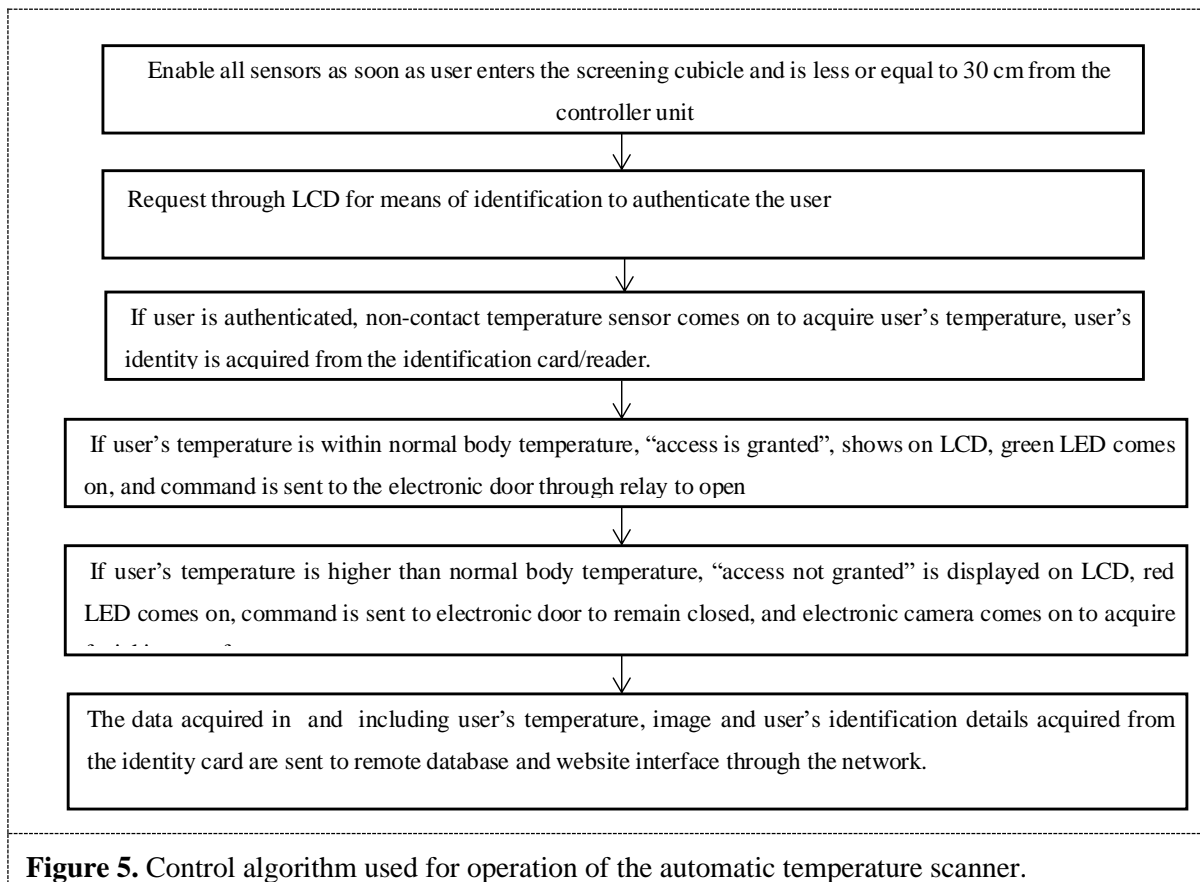 Enable all sensors as soon as user enters the screening cubicle and is less or equal to 30 cm from the
controller unit
Request through LCD for means of identification to authenticate the user
If user is authenticated, non-contact temperature sensor comes on to acquire user’s temperature, user’s
identity is acquired from the identification card/reader.
If user’s temperature is within normal body temperature, “access is granted”, shows on LCD, green LED comes
on, and command is sent to the electronic door through relay to open
If user’s temperature is higher than normal body temperature, “access not granted” is displayed on LCD, red
LED comes on, command is sent to electronic door to remain closed, and electronic camera comes on to acquire
The data acquired in and including user’s temperature, image and user’s identification details acquired from
the identity card are sent to remote database and website interface through the network.
Figure 5. Control algorithm used for operation of the automatic temperature scanner.